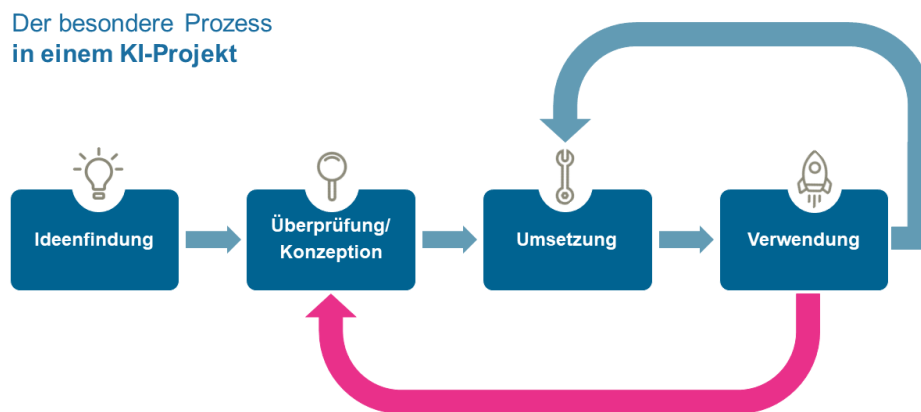 Der besondere Prozess
in einem KI-Projekt
Ideenfindung
Überprüfung/
Konzeption
Umsetzung
Verwendung